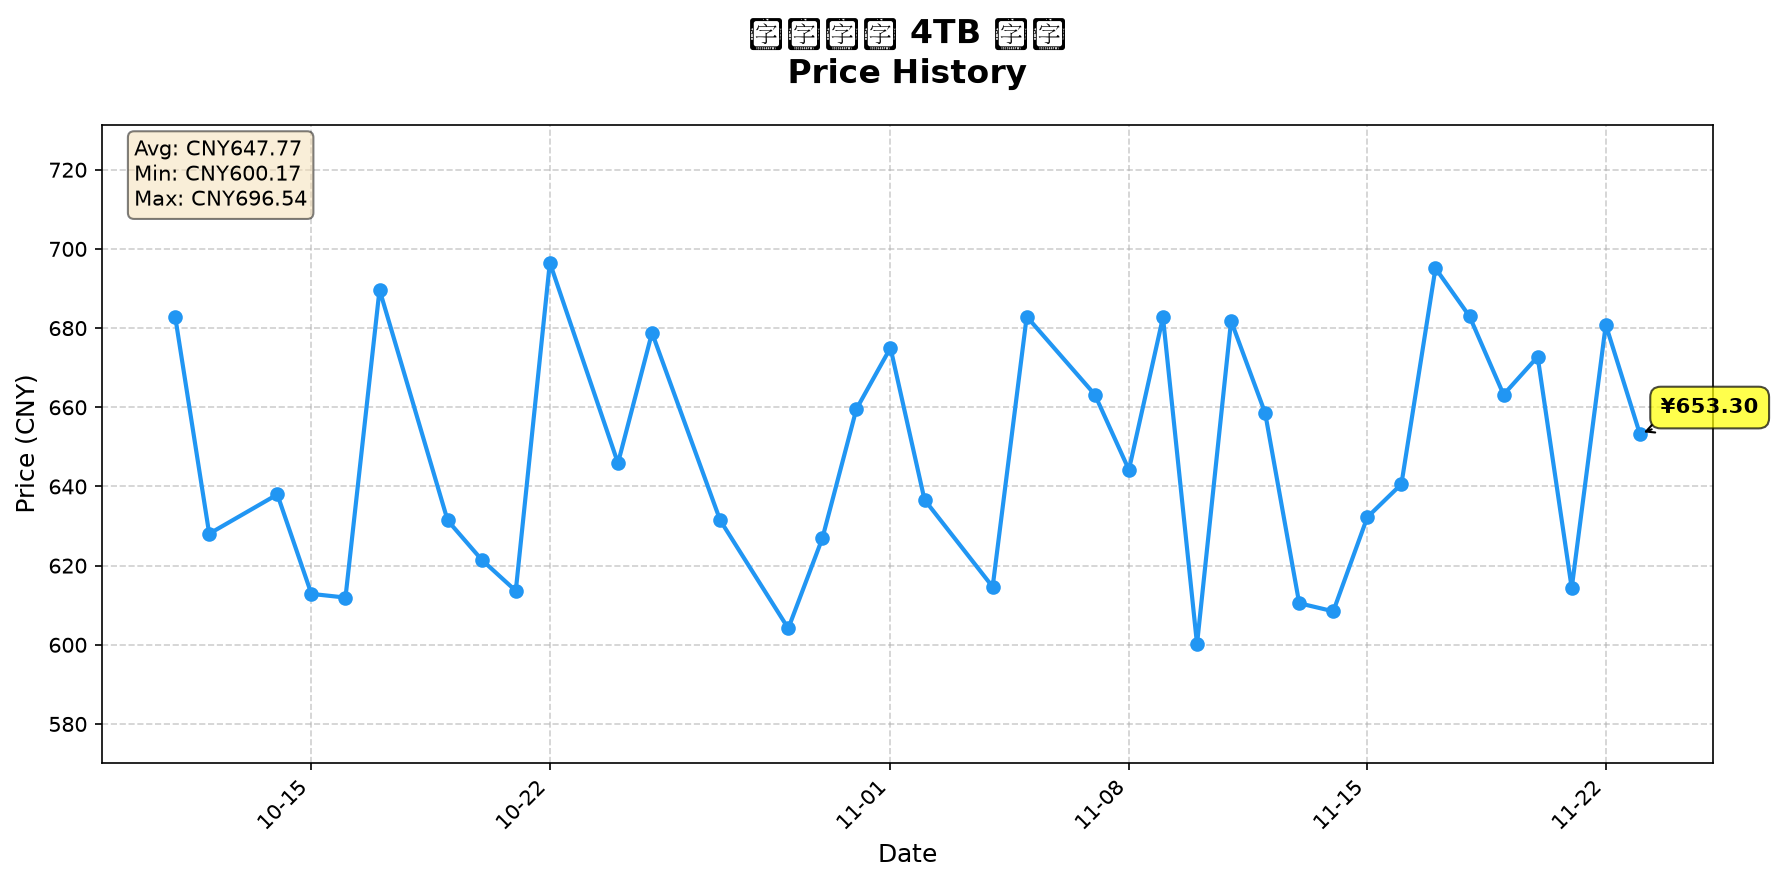 4TB
Price History
Avg: CNY647.77
Min: CNY600.17
Max: CNY696.54
720
700
680
660
640
620
600
580
Price (CNY)
¥653.30
10-15
10-22
11-01
11-08
11-15
11-22
Date